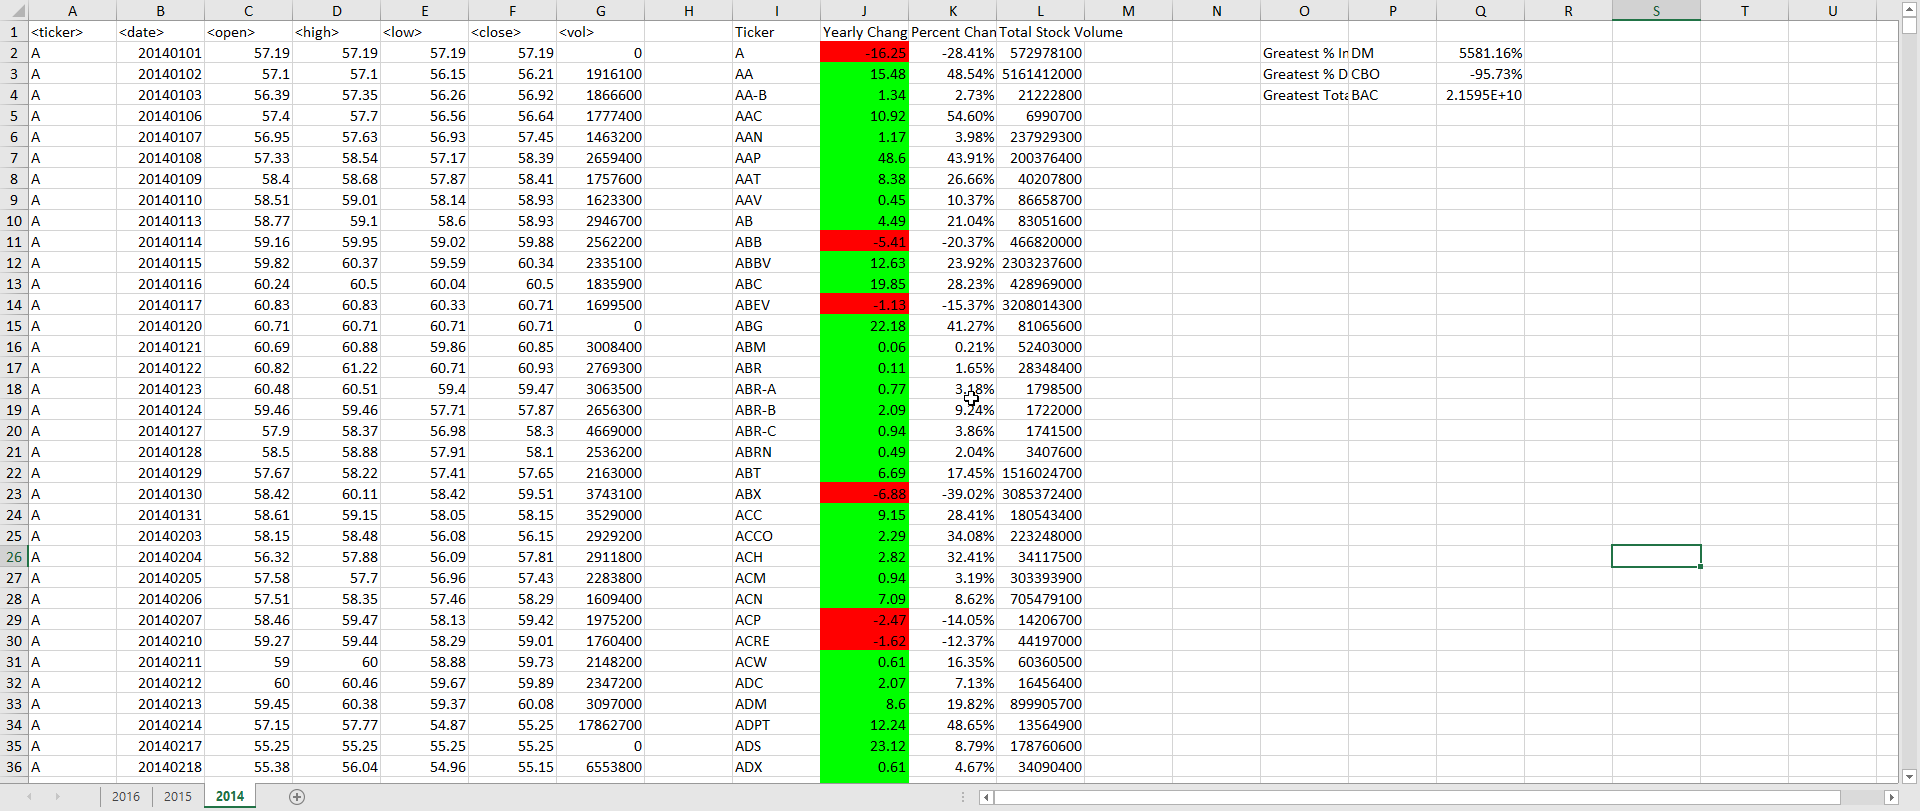 A B C D E F G H I J K L M N O P Q R S T U
1 <ticker> <date> <open> <high> <low> <close> <vol> Ticker Yearly Chang Percent Chan Total Stock Volume
2 A 20140101 57.19 57.19 57.19 57.19 0 A -16.25 -28.41% 572978100 Greatest % In DM 5581.16%
3 A 20140102 57.1 57.1 56.15 56.21 1916100 AA 15.48 48.54% 5161412000 Greatest % D CBO -95.73%
4 A 20140103 56.39 57.35 56.26 56.92 1866600 AA-B 1.34 2.73% 21222800 Greatest Tota BAC 2.1595E+10
5 A 20140106 57.4 57.7 56.56 56.64 1777400 AAC 10.92 54.60% 6990700
6 A 20140107 56.95 57.63 56.93 57.45 1463200 AAN 1.17 3.98% 237929300
7 A 20140108 57.33 58.54 57.17 58.39 2659400 AAP 48.6 43.91% 200376400
8 A 20140109 58.4 58.68 57.87 58.41 1757600 AAT 8.38 26.66% 40207800
9 A 20140110 58.51 59.01 58.14 58.93 1623300 AAV 0.45 10.37% 86658700
10 A 20140113 58.77 59.1 58.6 58.93 2946700 AB 4.49 21.04% 83051600
11 A 20140114 59.16 59.95 59.02 59.88 2562200 ABB -5.41 -20.37% 466820000
12 A 20140115 59.82 60.37 59.59 60.34 2335100 ABBV 12.63 23.92% 2303237600
13 A 20140116 60.24 60.5 60.04 60.5 1835900 ABC 19.85 28.23% 428969000
14 A 20140117 60.83 60.83 60.33 60.71 1699500 ABEV -1.13 -15.37% 3208014300
15 A 20140120 60.71 60.71 60.71 60.71 0 ABG 22.18 41.27% 81065600
16 A 20140121 60.69 60.88 59.86 60.85 3008400 ABM 0.06 0.21% 52403000
17 A 20140122 60.82 61.22 60.71 60.93 2769300 ABR 0.11 1.65% 28348400
18 A 20140123 60.48 60.51 59.4 59.47 3063500 ABR-A 0.77 3.18% 1798500
19 A 20140124 59.46 59.46 57.71 57.87 2656300 ABR-B 2.09 9.24% 1722000
20 A 20140127 57.9 58.37 56.98 58.3 4669000 ABR-C 0.94 3.86% 1741500
21 A 20140128 58.5 58.88 57.91 58.1 2536200 ABRN 0.49 2.04% 3407600
22 A 20140129 57.67 58.22 57.41 57.65 2163000 ABT 6.69 17.45% 1516024700
23 A 20140130 58.42 60.11 58.42 59.51 3743100 ABX -6.88 -39.02% 3085372400
24 A 20140131 58.61 59.15 58.05 58.15 3529000 ACC 9.15 28.41% 180543400
25 A 20140203 58.15 58.48 56.08 56.15 2929200 ACCO 2.29 34.08% 223248000
26 A 20140204 56.32 57.88 56.09 57.81 2911800 ACH 2.82 32.41% 34117500
27 A 20140205 57.58 57.7 56.96 57.43 2283800 ACM 0.94 3.19% 303393900
28 A 20140206 57.51 58.35 57.46 58.29 1609400 ACN 7.09 8.62% 705479100
29 A 20140207 58.46 59.47 58.13 59.42 1975200 ACP -2.47 -14.05% 14206700
30 A 20140210 59.27 59.44 58.29 59.01 1760400 ACRE -1.62 -12.37% 44197000
31 A 20140211 59 60 58.88 59.73 2148200 ACW 0.61 16.35% 60360500
32 A 20140212 60 60.46 59.67 59.89 2347200 ADC 2.07 7.13% 16456400
33 A 20140213 59.45 60.38 59.37 60.08 3097000 ADM 8.6 19.82% 899905700
34 A 20140214 57.15 57.77 54.87 55.25 17862700 ADPT 12.24 48.65% 13564900
35 A 20140217 55.25 55.25 55.25 55.25 0 ADS 23.12 8.79% 178760600
36 A 20140218 55.38 56.04 54.96 55.15 6553800 ADX 0.61 4.67% 34090400
2016 2015 2014